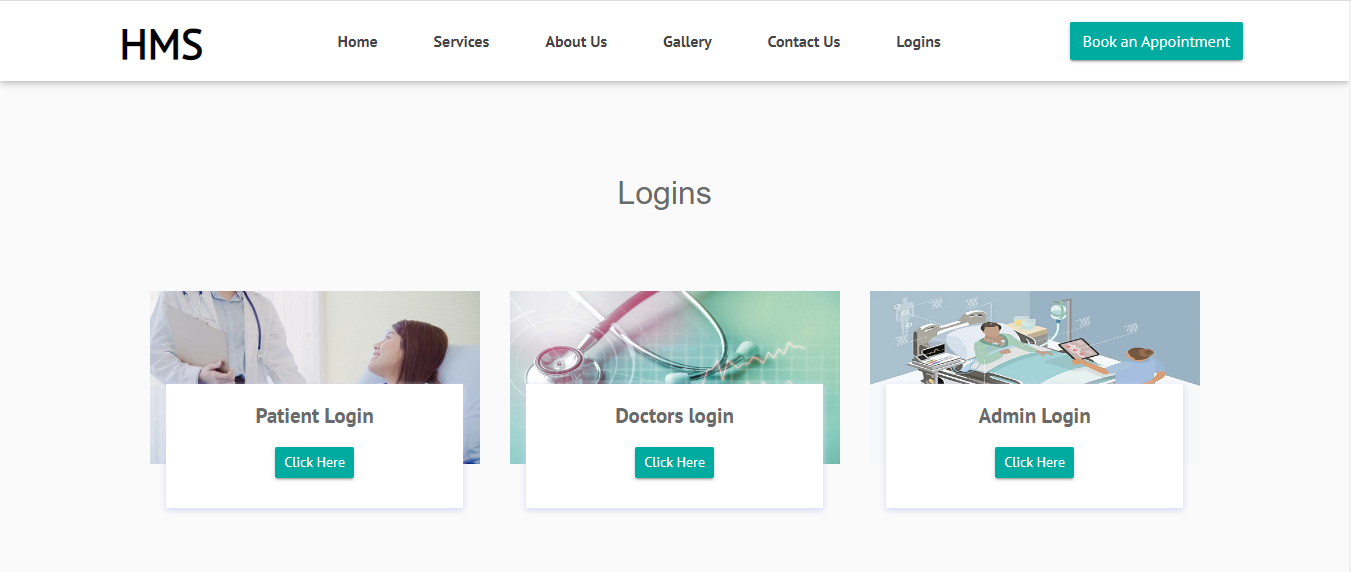 HMS
Home Services About Us Gallery Contact Us Logins
Book an Appointment
Logins
Patient Login
Click Here
Doctors login
Click Here
Admin Login
Click Here